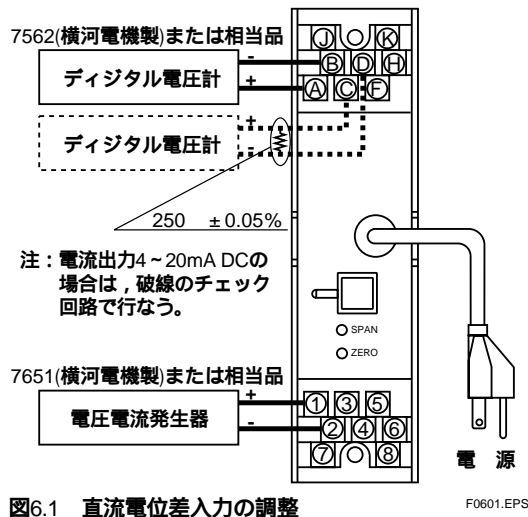 7562(横河電機製)または相当品
ディジタル電圧計
-
+
ディジタル電圧計
+
-
250 ±0.05%
注：電流出力4～20mA DCの
場合は，破線のチェック
回路で行なう。
J K
B D H
A C F
SPAN
ZERO
7651(横河電機製)または相当品
電圧電流発生器
+
-
1 3 5
2 4 6
7 8
電 源
図6.1 直流電位差入力の調整
F0601.EPS